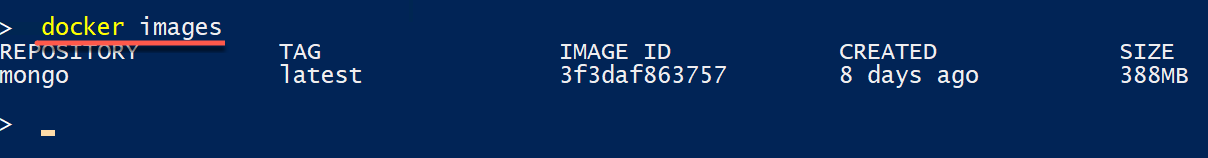 > docker images
REPOSITORY TAG IMAGE ID CREATED SIZE
mongo latest 3f3daf863757 8 days ago 388MB
>